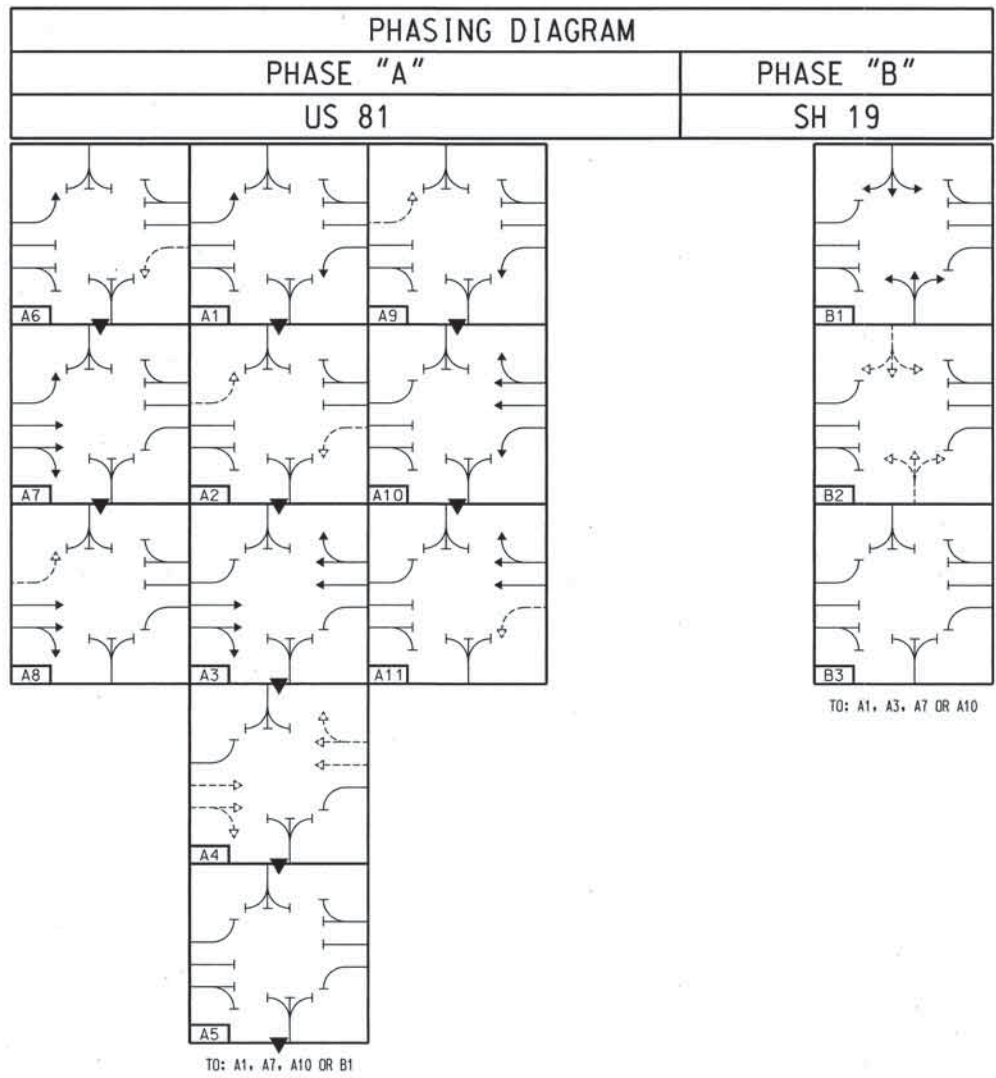 PHASING DIAGRAM
PHASE "A" PHASE "B"
US 81 SH 19
A6 A1 A9 B1
A7 A2 A10 B2
A8 A3 A11 B3
TO: A1, A3, A7 OR A10
A4
A5
TO: A1, A7, A10 OR B1